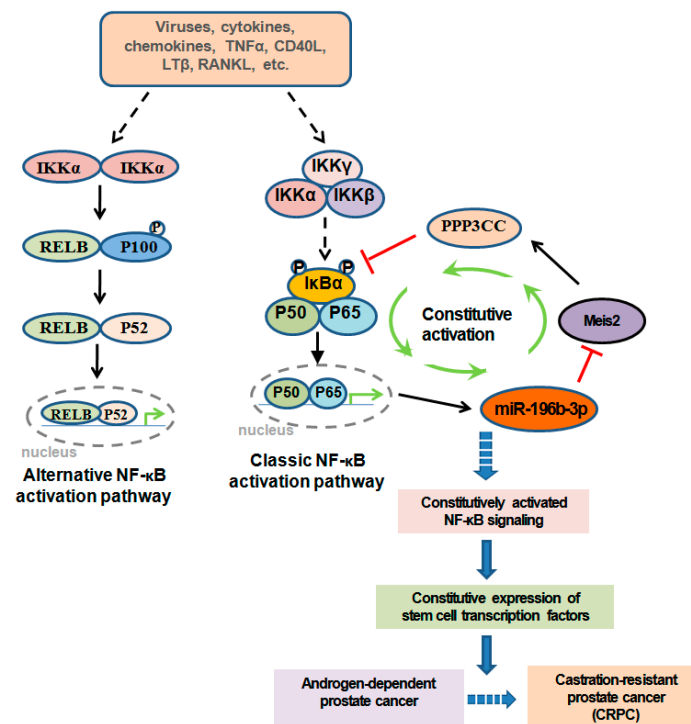 Viruses, cytokines,
chemokines, TNFα, CD40L,
LTβ, RANKL, etc.
IKKα
IKKα
RELB
P100
P
RELB
P52
RELB
P52
nucleus
Alternative NF-κB
activation pathway
IKKγ
IKKα
IKKβ
P
P
IκBα
P50
P65
P50
P65
nucleus
Classic NF-κB
activation pathway
PPP3CC
Constitutive
activation
Meis2
miR-196b-3p
Constitutively activated
NF-κB signaling
Constitutive expression of
stem cell transcription factors
Androgen-dependent
prostate cancer
Castration-resistant
prostate cancer
(CRPC)